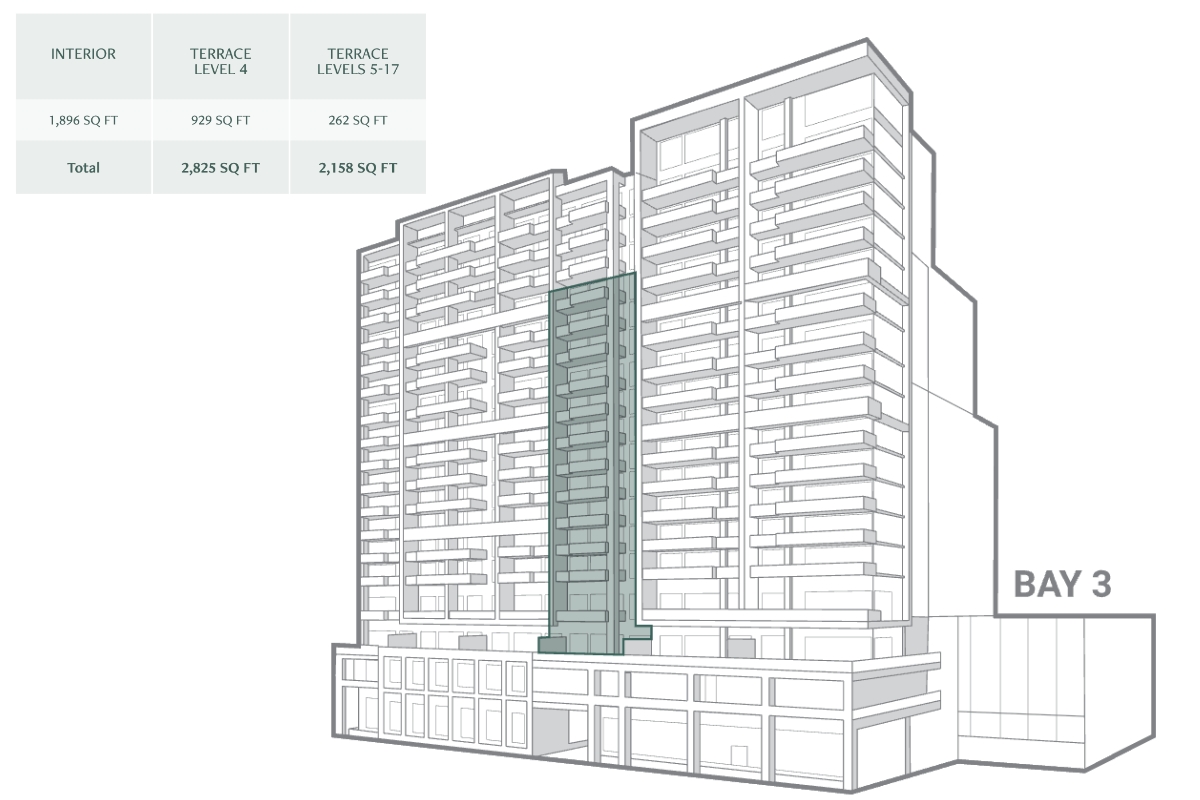 INTERIOR
TERRACE
LEVEL 4
TERRACE
LEVELS 5-17
1,896 SQ FT
929 SQ FT
262 SQ FT
Total
2,825 SQ FT
2,158 SQ FT
BAY 3